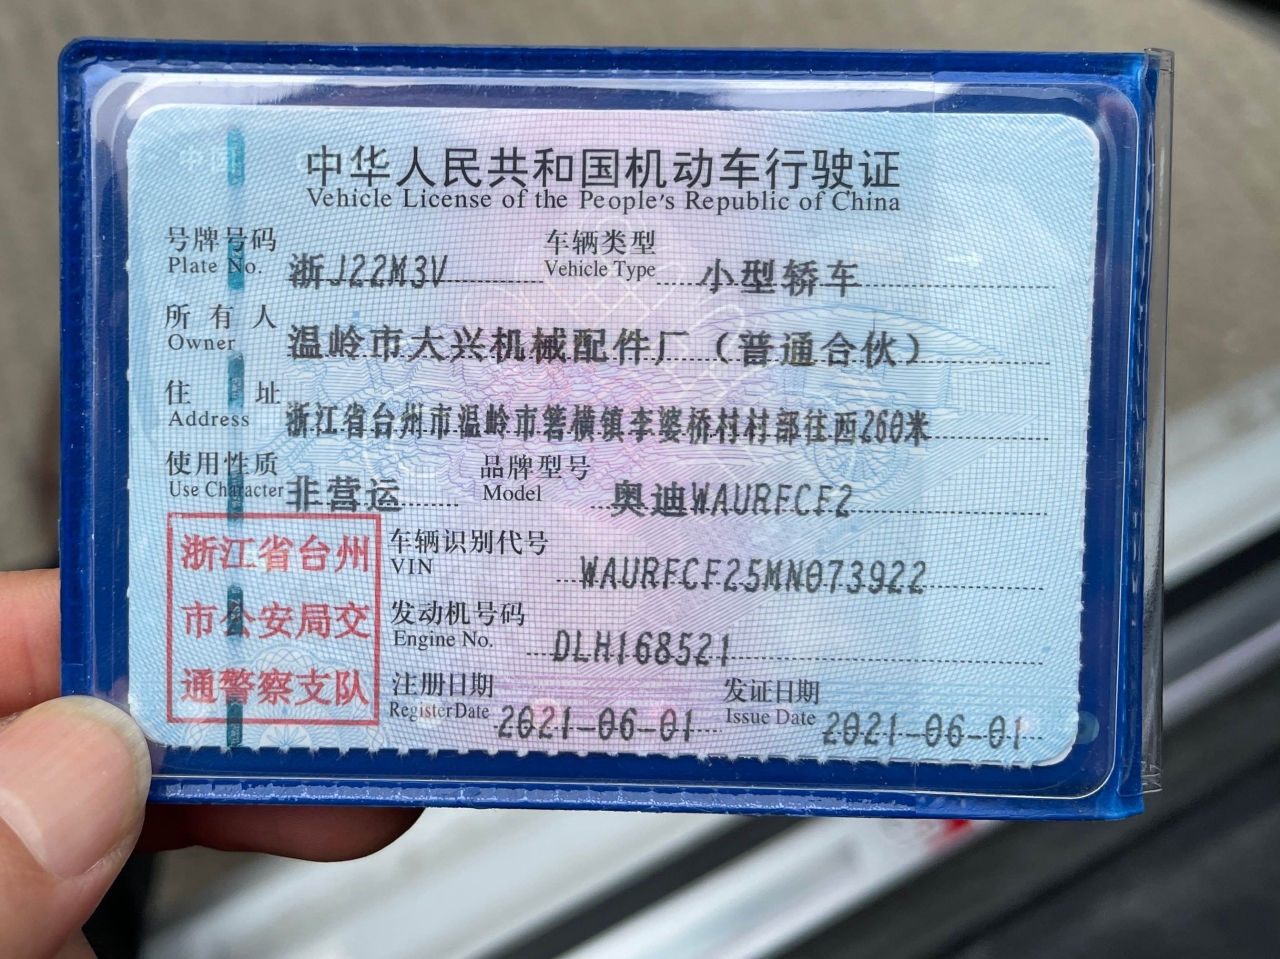 中华人民共和国机动车行驶证
Vehicle License of the People's Republic of China
号牌号码 浙J22M3V 车辆类型 小型轿车
Plate No. Vehicle Type
所有人 温岭市大兴机械配件厂（普通合伙）
Owner
住址 浙江省台州市温岭市箬横镇李婆桥村村部往西260米
Address
使用性质 非营运 品牌型号 奥迪WAURFCF2
Use Character Model
浙江省台州
市公安局交
通警察支队
车辆识别代号 WAURFCF25MN073922
VIN
发动机号码 DLH168521
Engine No.
注册日期 2021-06-01 发证日期 2021-06-01
Register Date Issue Date